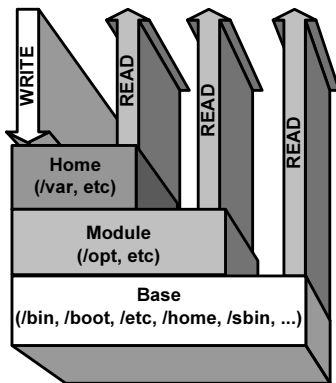 WRITE
READ
READ
READ
Home
(/var, etc)
Module
(/opt, etc)
Base
(/bin, /boot, /etc, /home, /sbin, ...)